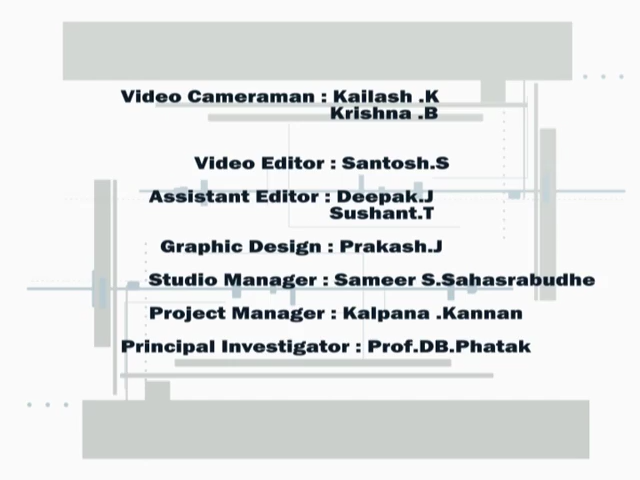 Video Cameraman : Kailash .K
Krishna .B
Video Editor : Santosh.S
Assistant Editor : Deepak.J
Sushant.T
Graphic Design : Prakash.J
Studio Manager : Sameer S.Sahasrabudhe
Project Manager : Kalpana .Kannan
Principal Investigator : Prof.DB.Phatak